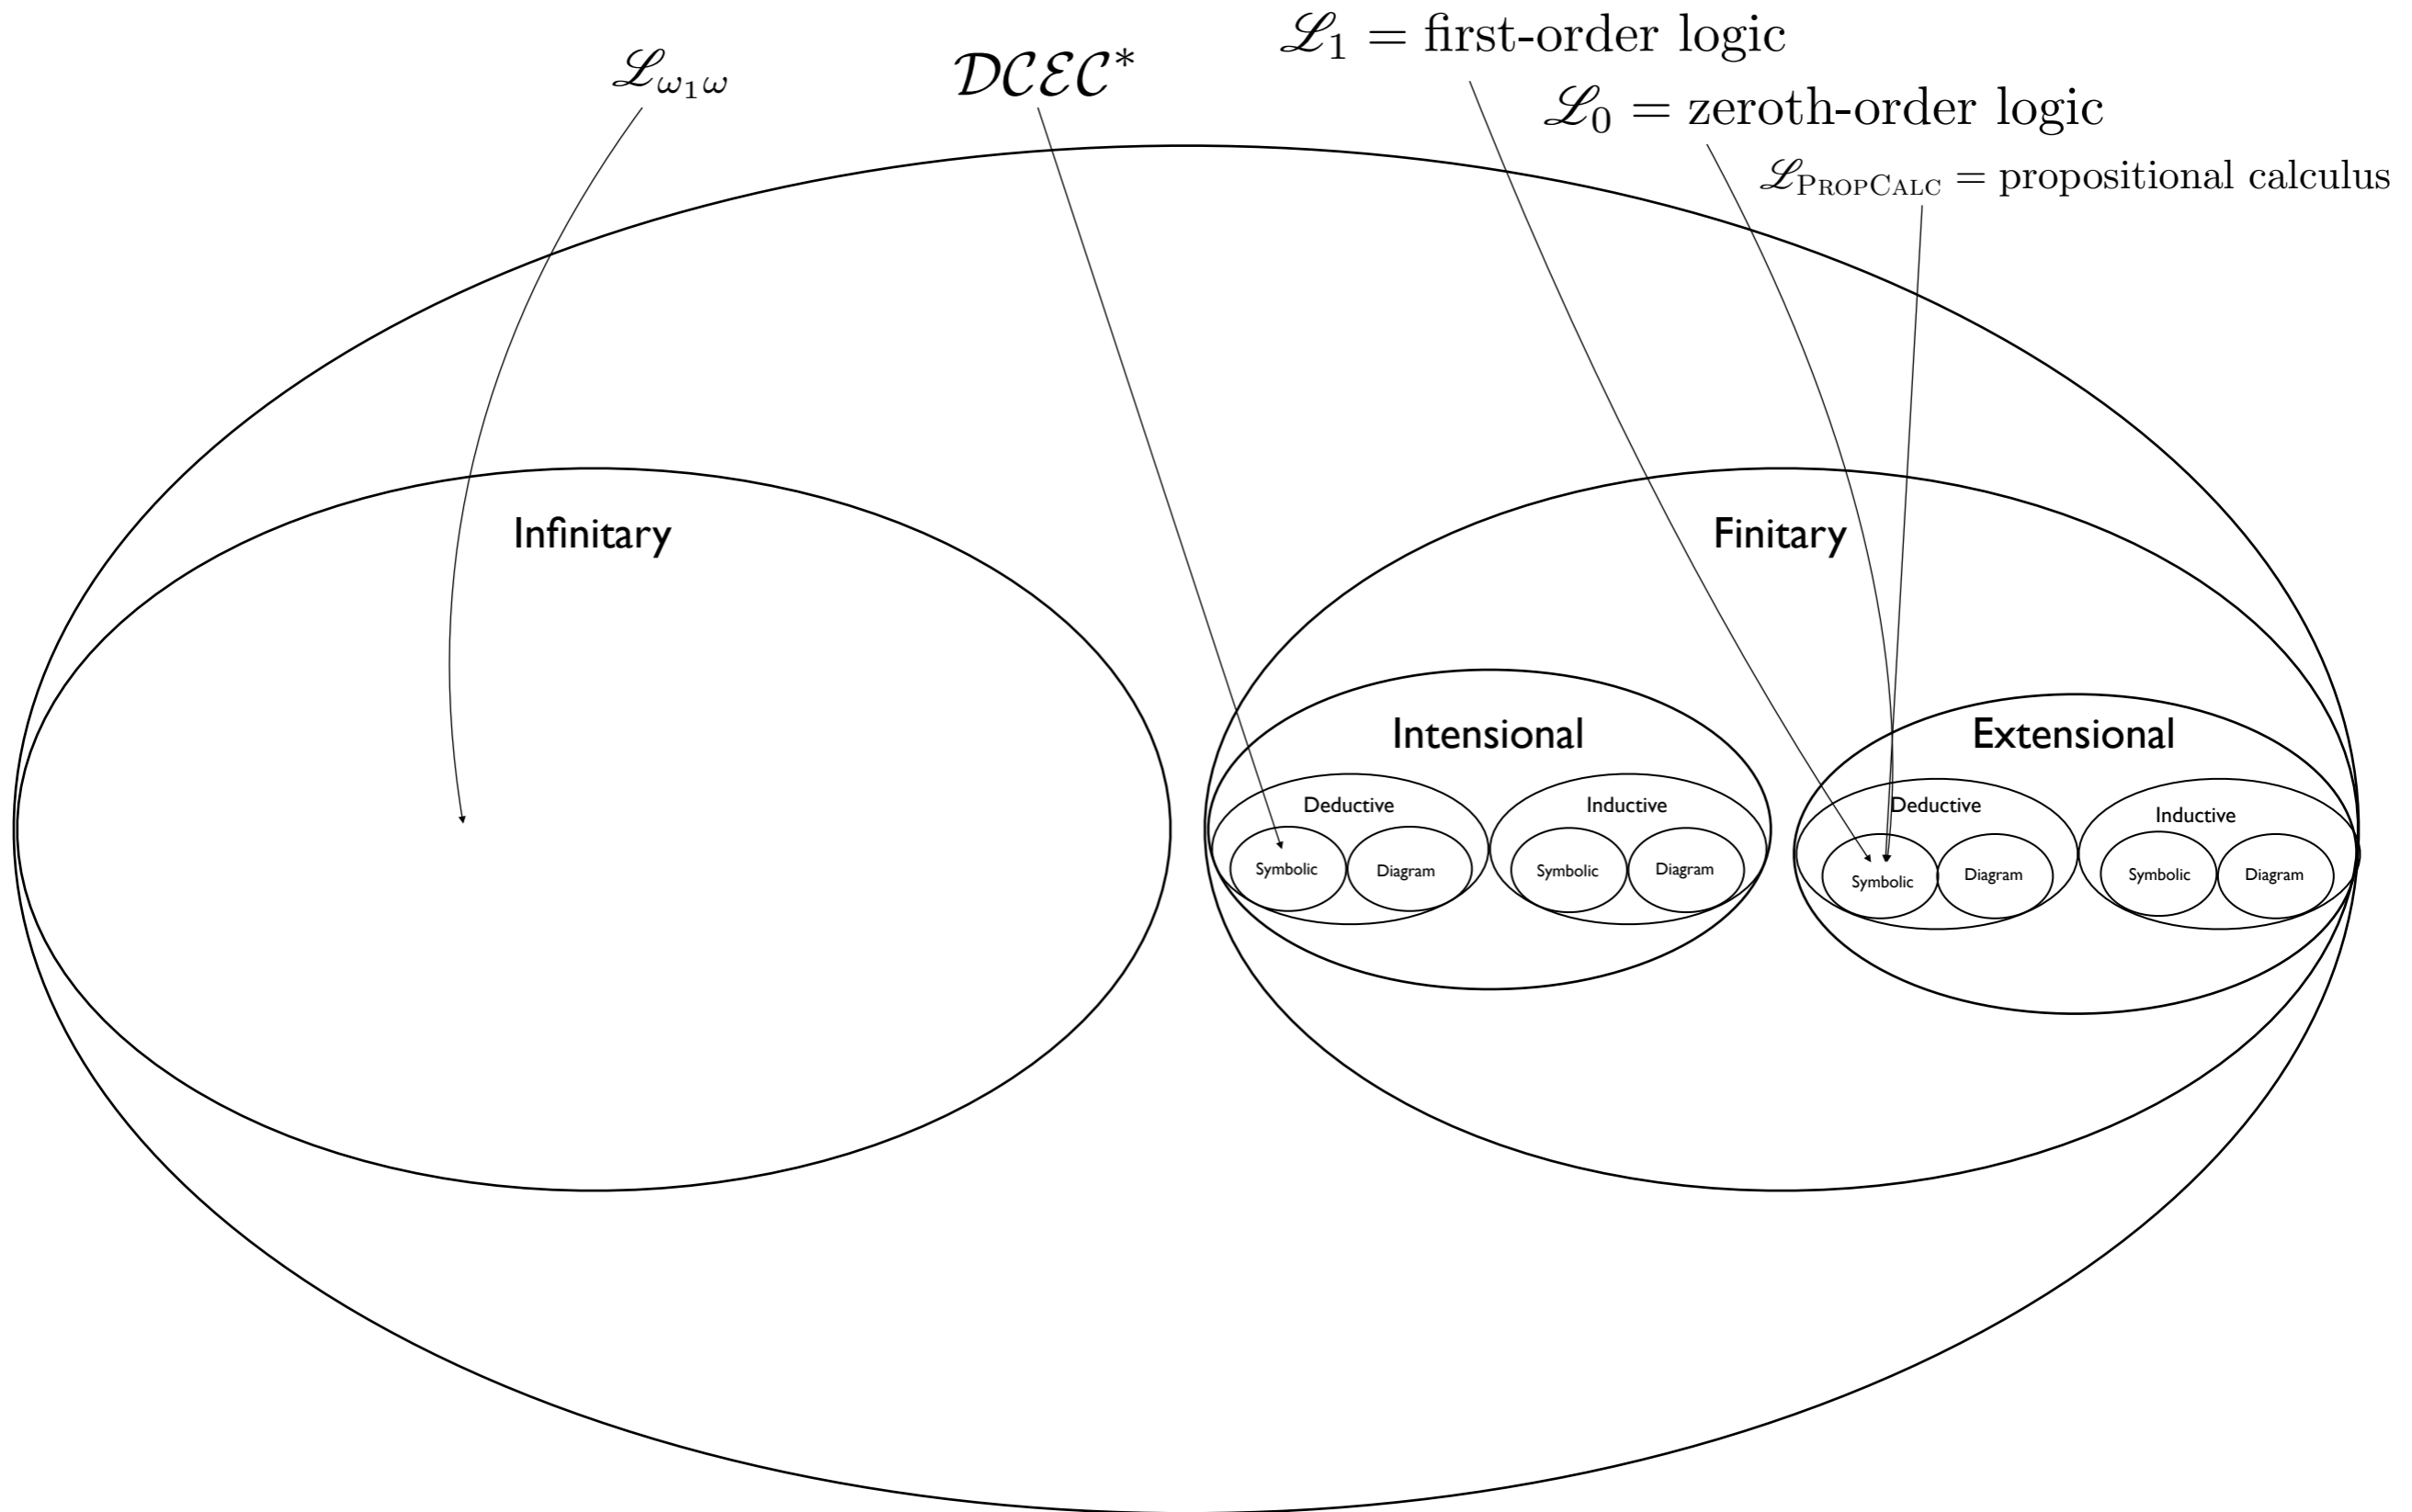 ℒ₁ = first-order logic
ℒ_{ω₁ω}
𝒟𝒞ℰ𝒞*
ℒ₀ = zeroth-order logic
ℒ_{PROPCALC} = propositional calculus
Infinitary
Finitary
Intensional
Extensional
Deductive
Inductive
Deductive
Inductive
Symbolic
Diagram
Symbolic
Diagram
Symbolic
Diagram
Symbolic
Diagram